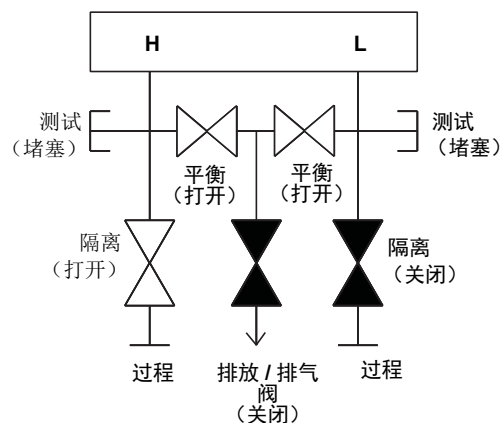 H
L
测试
（堵塞）
平衡
（打开）
平衡
（打开）
测试
（堵塞）
隔离
（打开）
隔离
（关闭）
过程
排放 / 排气
阀
（关闭）
过程